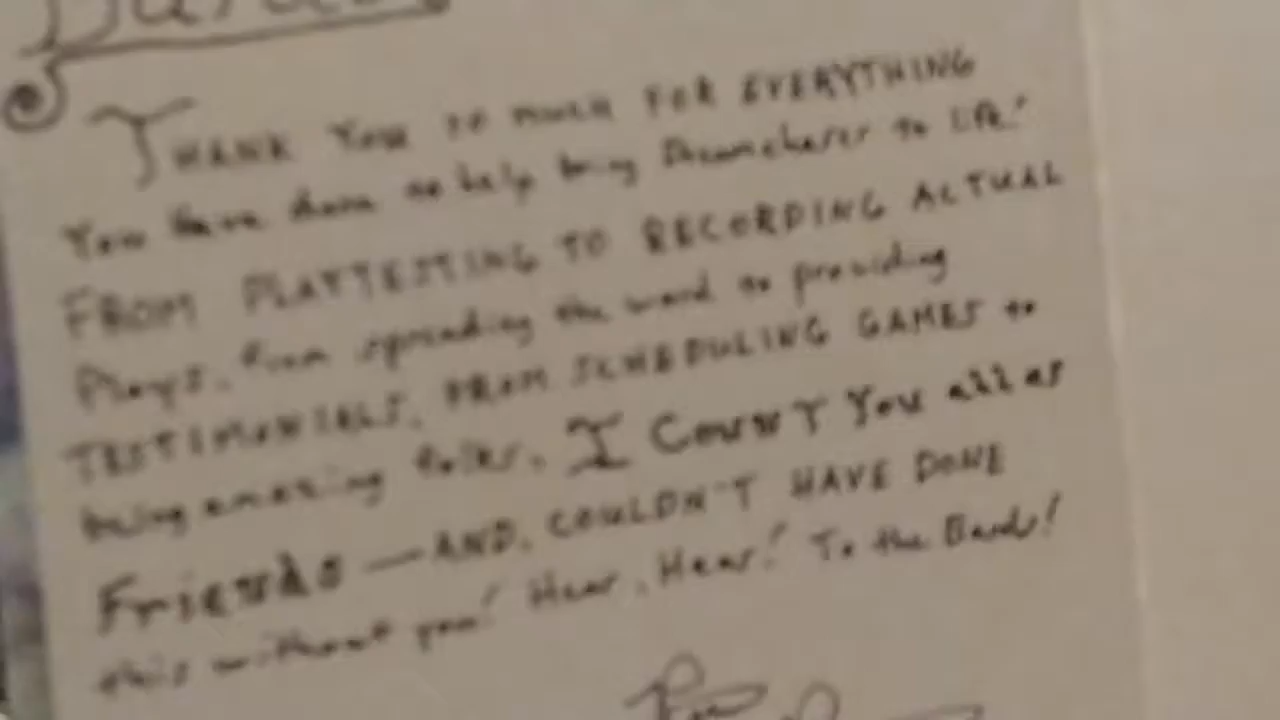 THANK YOU so much FOR EVERYTHING
You have done to help bring Dreamchaser to life!
FROM PLAYTESTING TO RECORDING ACTUAL
Plays, from spreading the word to providing
TESTIMONIALS, FROM SCHEDULING GAMES to
being amazing folks, I COUNT You all as
Friends — AND, COULDN'T HAVE DONE
this without you! Hear, Hear! To the Bands!